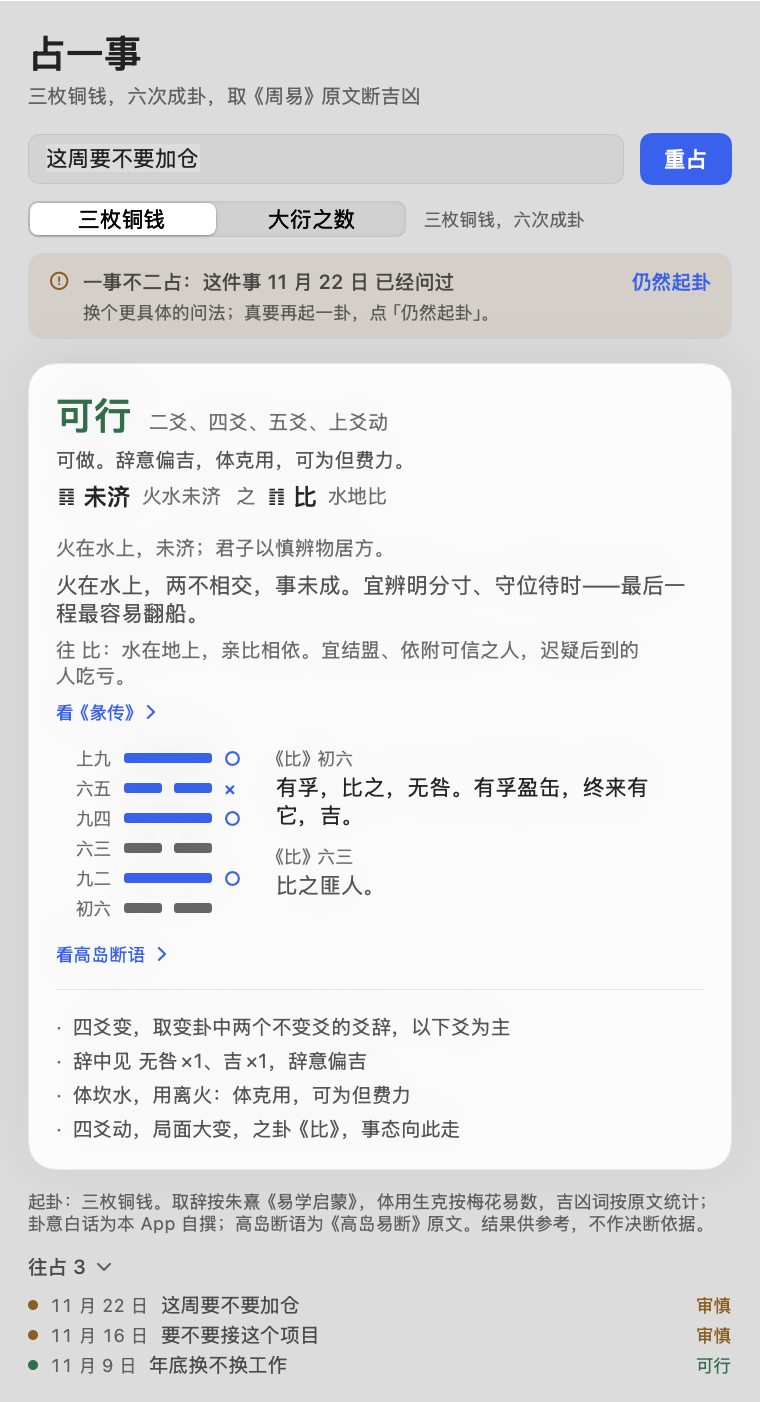 占一事
三枚铜钱，六次成卦，取《周易》原文断吉凶
这周要不要加仓
重占
三枚铜钱
大衍之数
三枚铜钱，六次成卦
一事不二占：这件事 11 月 22 日 已经问过
仍然起卦
换个更具体的问法；真要再起一卦，点「仍然起卦」。
可行 二爻、四爻、五爻、上爻动
可做。辞意偏吉，体克用，可为但费力。
䷿ 未济 火水未济 之 ䷇ 比 水地比
火在水上，未济；君子以慎辨物居方。
火在水上，两不相交，事未成。宜辨明分寸、守位待时——最后一
程最容易翻船。
往 比：水在地上，亲比相依。宜结盟、依附可信之人，迟疑后到的
人吃亏。
看《彖传》
上九
六五 ×
九四
六三
九二
初六
《比》初六
有孚，比之，无咎。有孚盈缶，终来有
它，吉。
《比》六三
比之匪人。
看高岛断语
· 四爻变，取变卦中两个不变爻的爻辞，以下爻为主
· 辞中见 无咎×1、吉×1，辞意偏吉
· 体坎水，用离火：体克用，可为但费力
· 四爻动，局面大变，之卦《比》，事态向此走
起卦：三枚铜钱。取辞按朱熹《易学启蒙》，体用生克按梅花易数，吉凶词按原文统计；
卦意白话为本 App 自撰；高岛断语为《高岛易断》原文。结果供参考，不作决断依据。
往占 3
11 月 22 日 这周要不要加仓 审慎
11 月 16 日 要不要接这个项目 审慎
11 月 9 日 年底换不换工作 可行